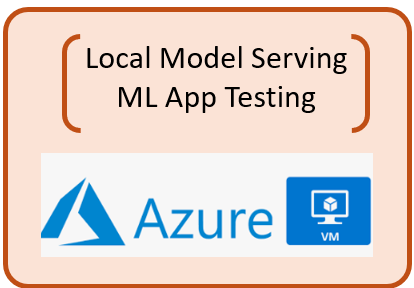 Local Model Serving
ML App Testing
Azure
VM